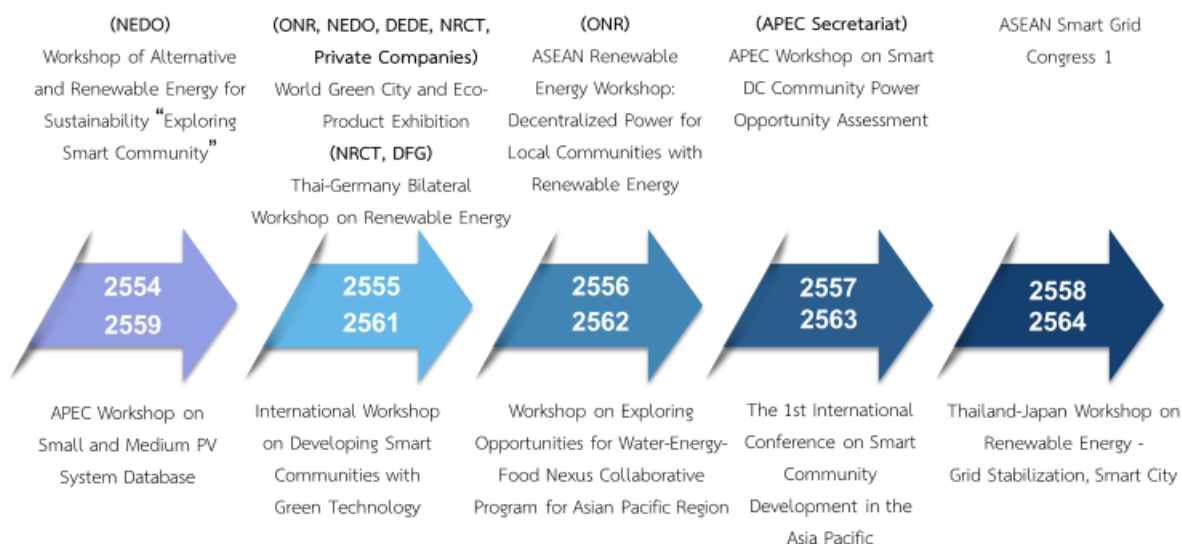 (NEDO)
Workshop of Alternative
and Renewable Energy for
Sustainability "Exploring
Smart Community"
(ONR, NEDO, DEDE, NRCT,
Private Companies)
World Green City and Eco-
Product Exhibition
(NRCT, DFG)
Thai-Germany Bilateral
Workshop on Renewable Energy
(ONR)
ASEAN Renewable
Energy Workshop:
Decentralized Power for
Local Communities with
Renewable Energy
(APEC Secretariat)
APEC Workshop on Smart
DC Community Power
Opportunity Assessment
ASEAN Smart Grid
Congress 1
2554
2559
2555
2561
2556
2562
2557
2563
2558
2564
APEC Workshop on
Small and Medium PV
System Database
International Workshop
on Developing Smart
Communities with
Green Technology
Workshop on Exploring
Opportunities for Water-Energy-
Food Nexus Collaborative
Program for Asian Pacific Region
The 1st International
Conference on Smart
Community
Development in the
Asia Pacific
Thailand-Japan Workshop on
Renewable Energy -
Grid Stabilization, Smart City